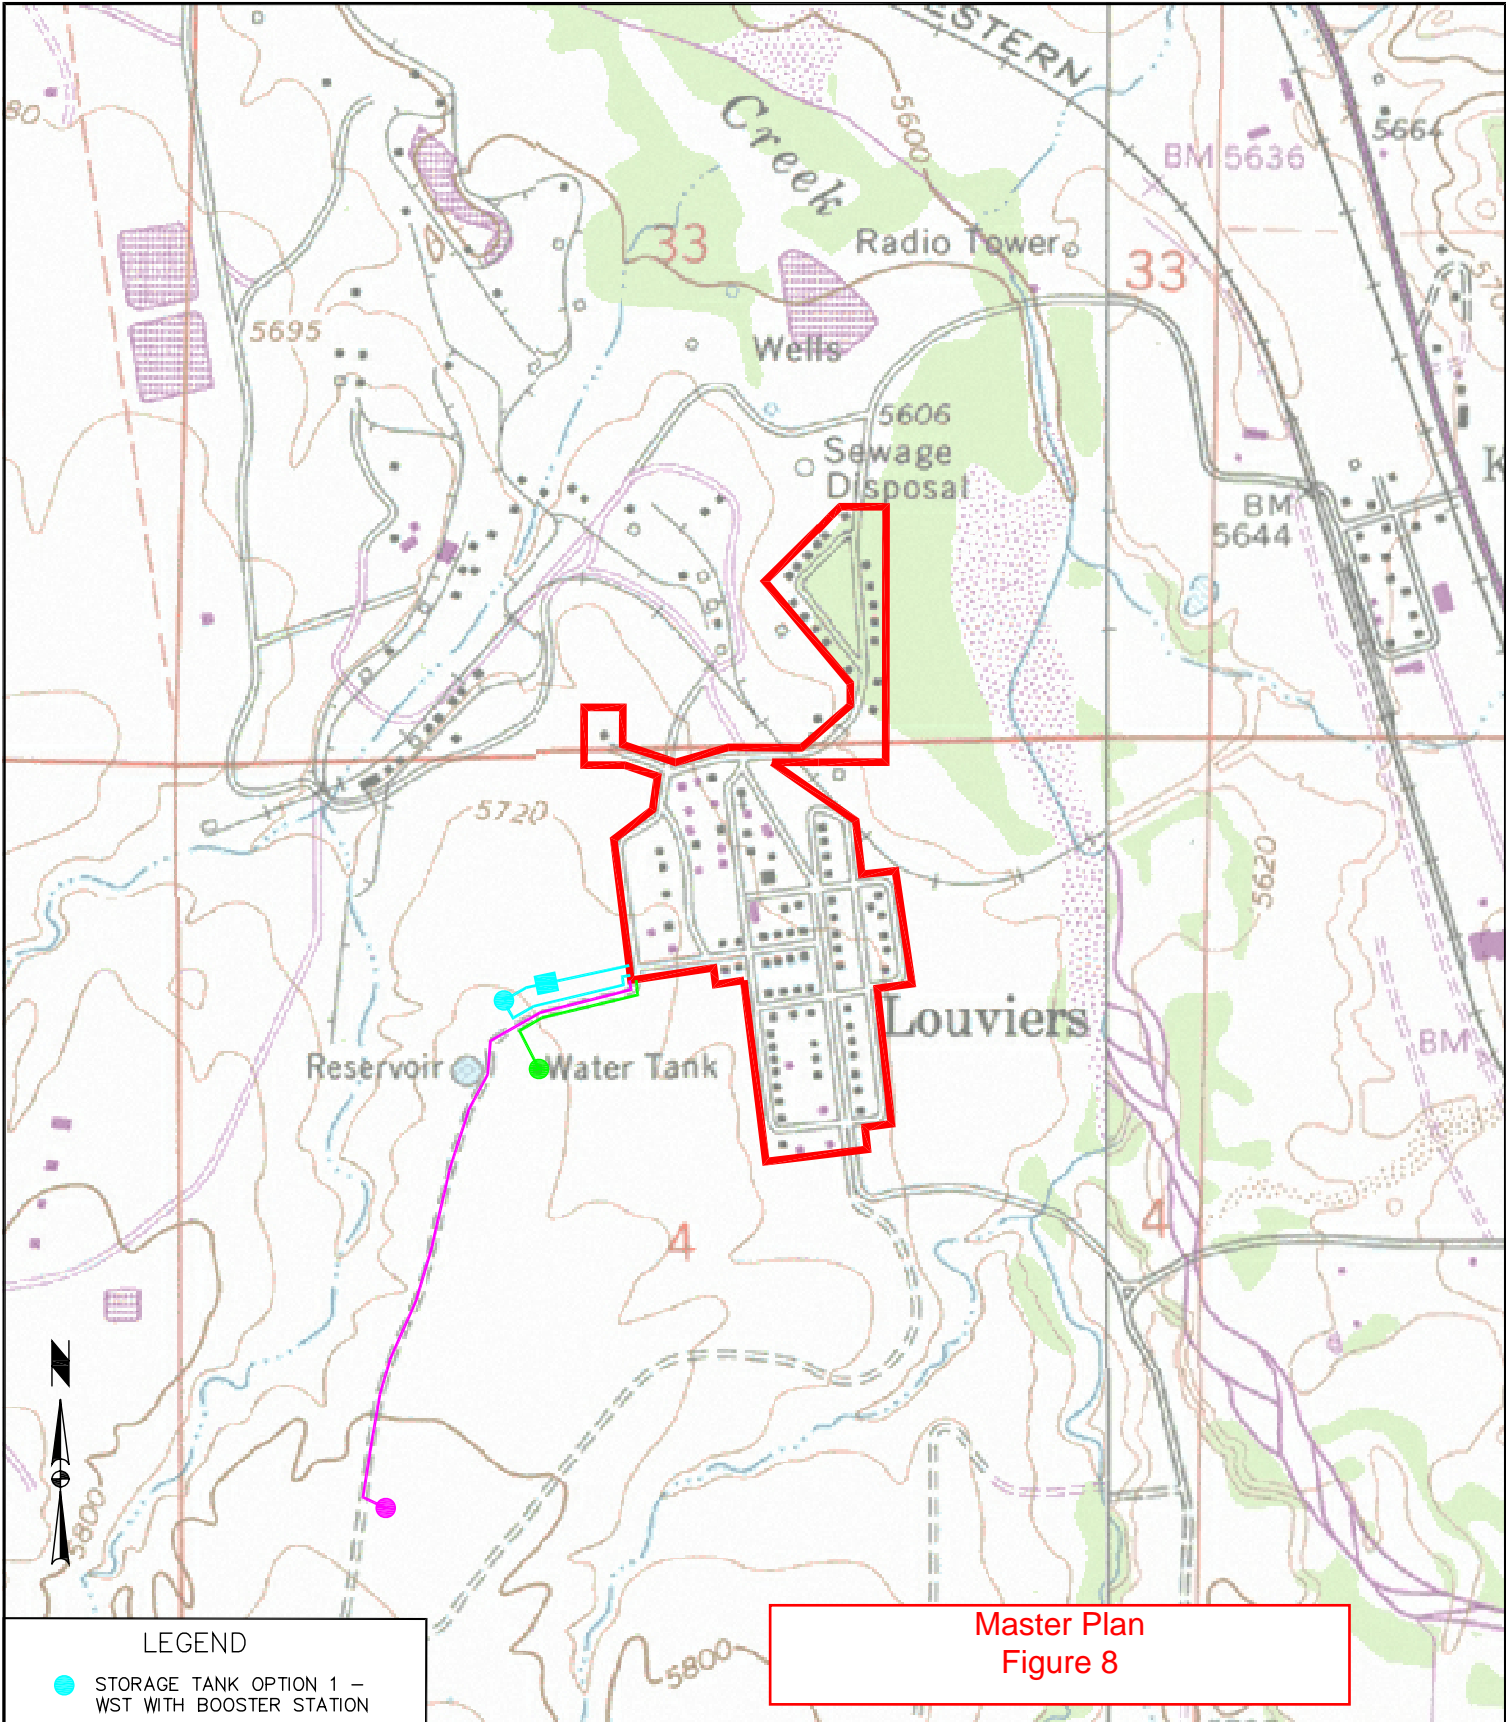 ESTERN
Creek
5600
80
5664
BM 5636
33
Radio Tower
33
5695
Wells
5606
Sewage
Disposal
K
BM
5644
5720
5620
Louviers
BM
Reservoir
Water Tank
4
4
N
5800
5800
LEGEND
STORAGE TANK OPTION 1 –
WST WITH BOOSTER STATION
Master Plan
Figure 8